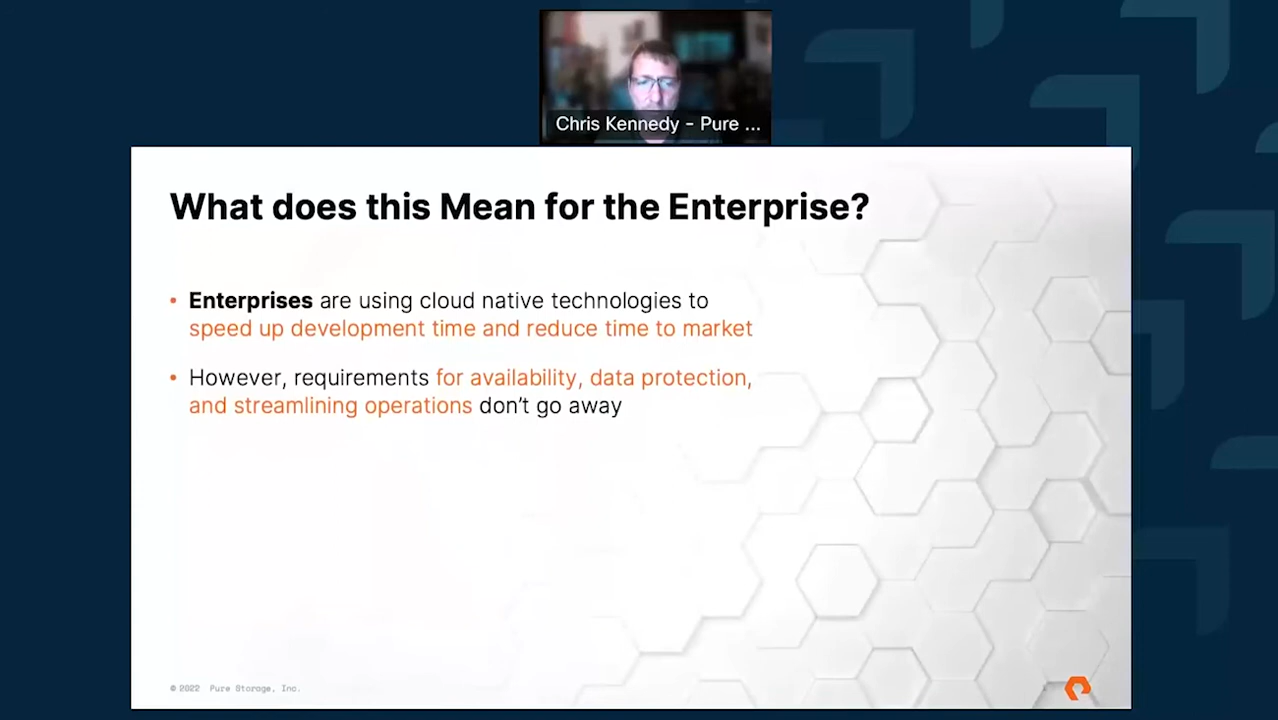 Chris Kennedy - Pure ...
What does this Mean for the Enterprise?
• Enterprises are using cloud native technologies to
speed up development time and reduce time to market
• However, requirements for availability, data protection,
and streamlining operations don’t go away
© 2022 Pure Storage, Inc.